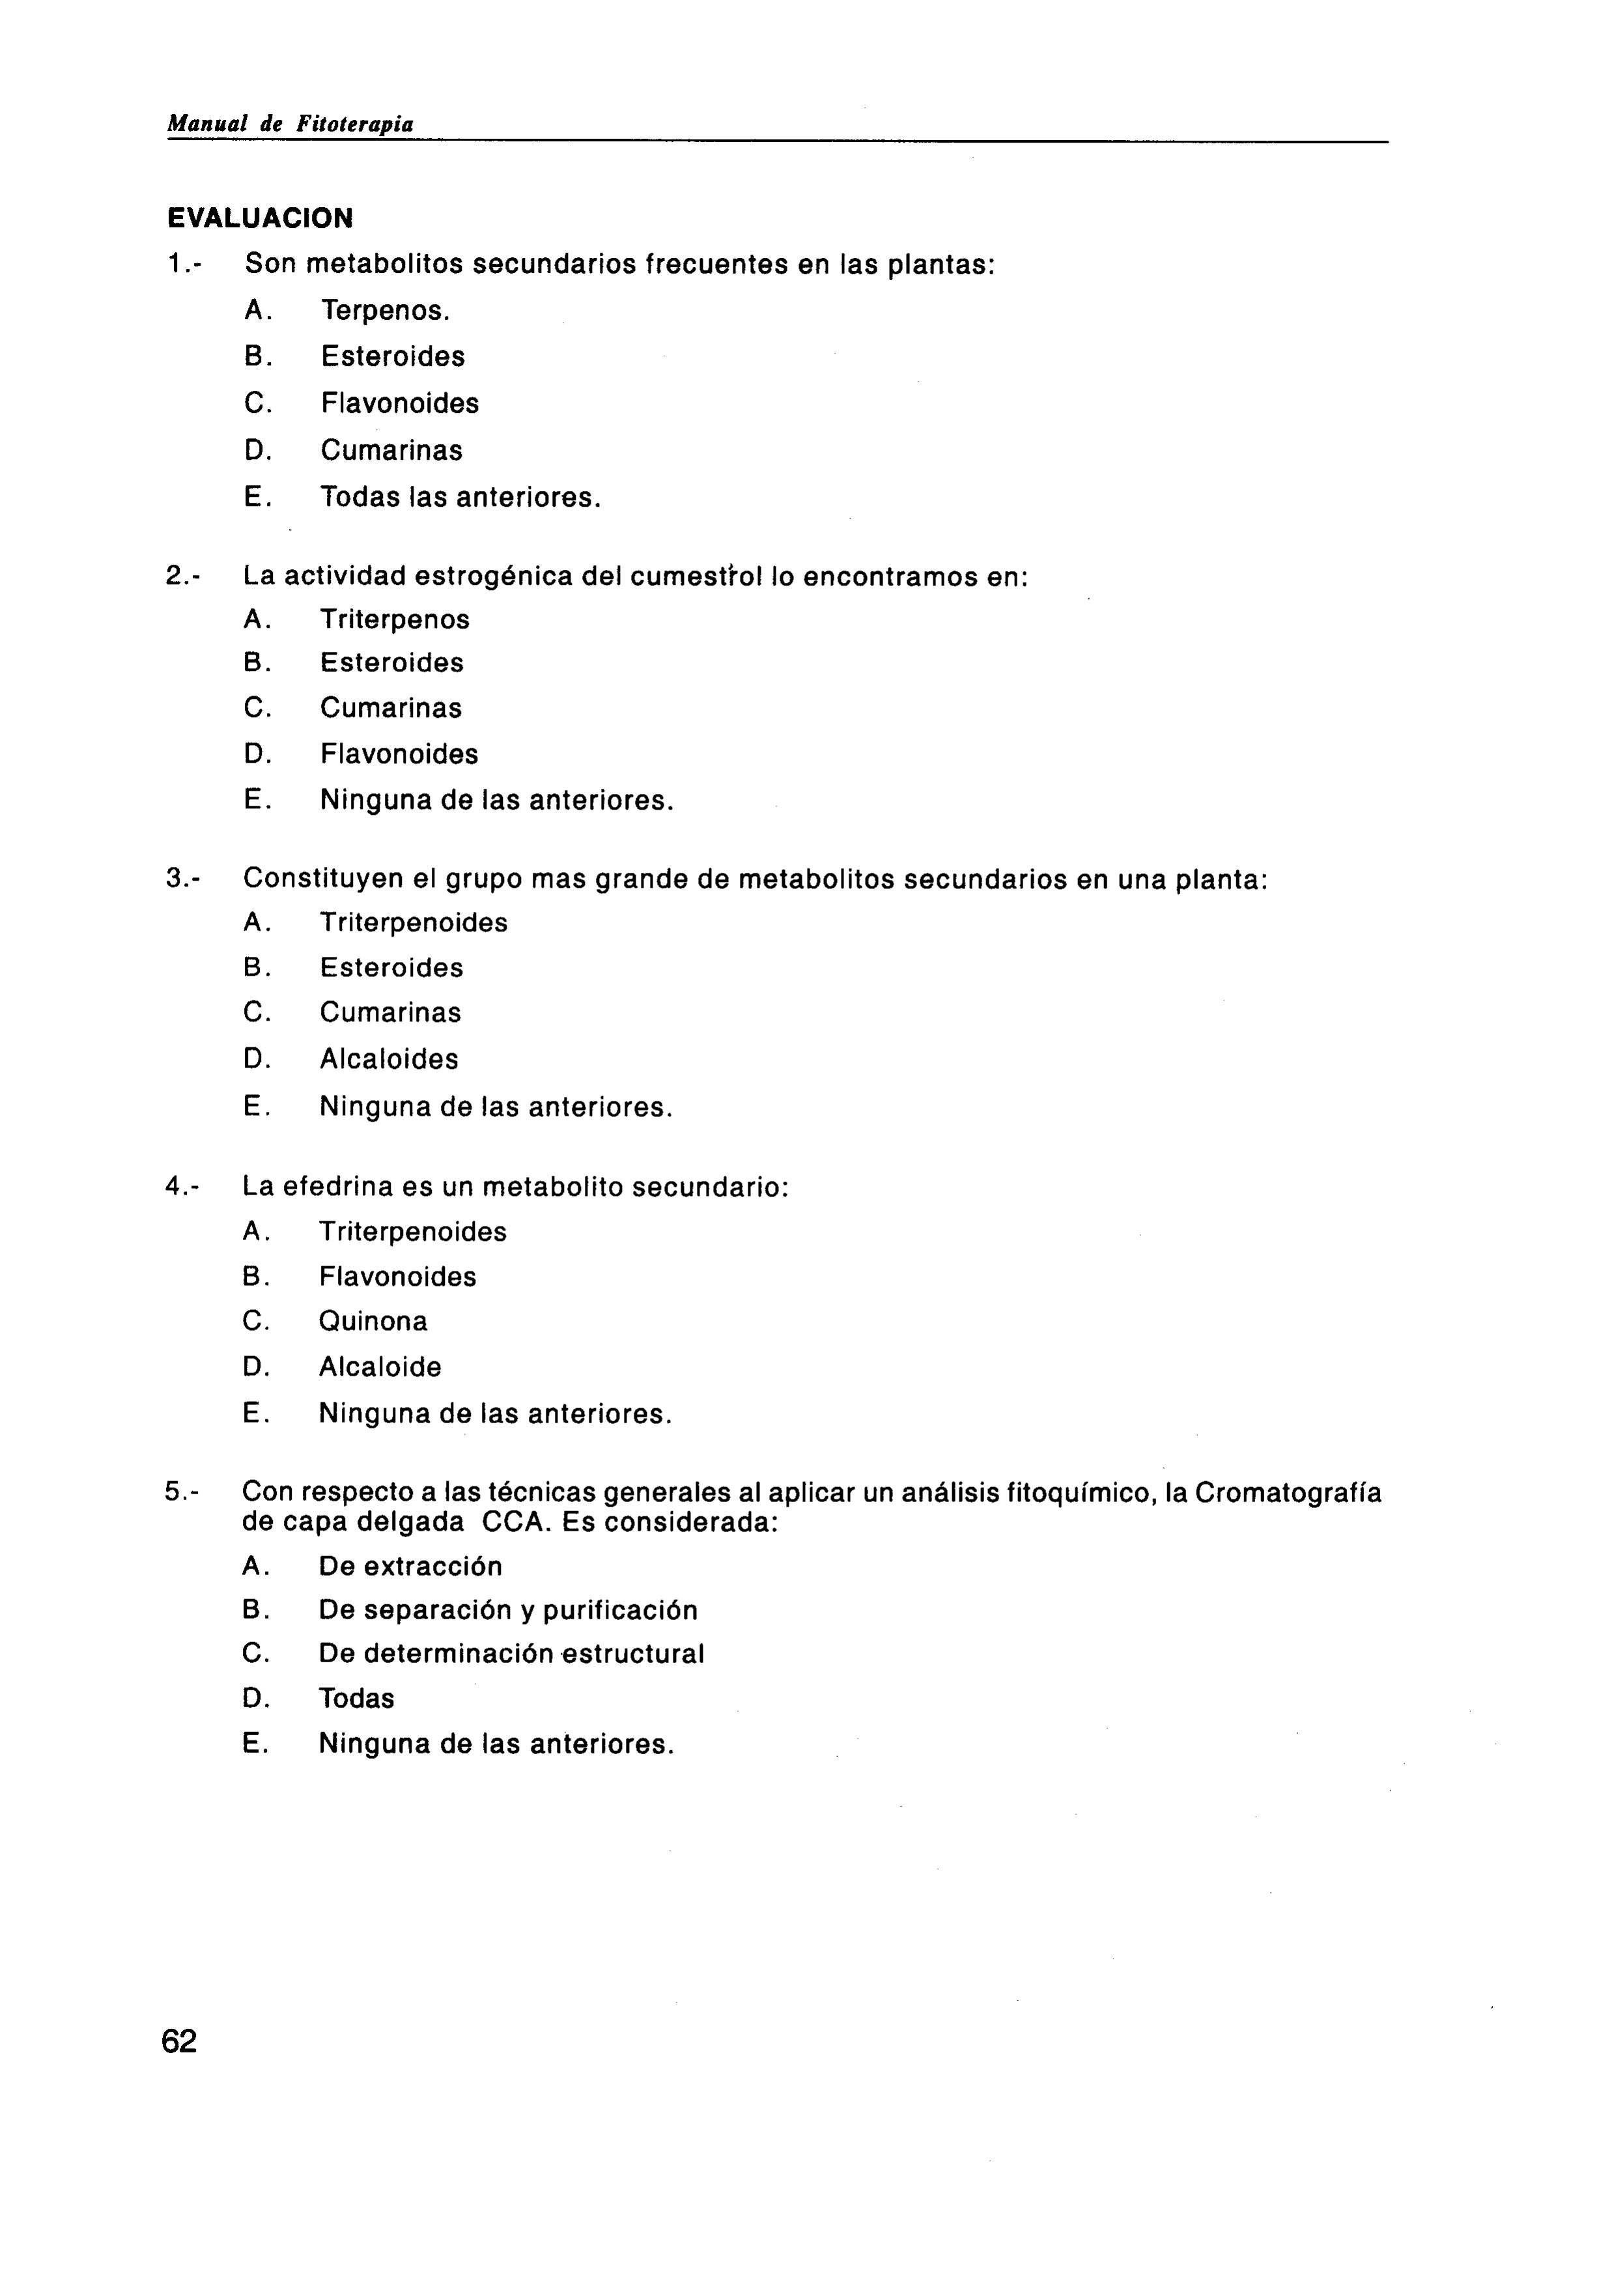 Manual de Fitoterapia
EVALUACION
1.- Son metabolitos secundarios frecuentes en las plantas:
A. Terpenos.
B. Esteroides
C. Flavonoides
D. Cumarinas
E. Todas las anteriores.
2.- La actividad estrogénica del cumestrol lo encontramos en:
A. Triterpenos
B. Esteroides
C. Cumarinas
D. Flavonoides
E. Ninguna de las anteriores.
3.- Constituyen el grupo mas grande de metabolitos secundarios en una planta:
A. Triterpenoides
B. Esteroides
C. Cumarinas
D. Alcaloides
E. Ninguna de las anteriores.
4.- La efedrina es un metabolito secundario:
A. Triterpenoides
B. Flavonoides
C. Quinona
D. Alcaloide
E. Ninguna de las anteriores.
5.- Con respecto a las técnicas generales al aplicar un análisis fitoquímico, la Cromatografía
de capa delgada CCA. Es considerada:
A. De extracción
B. De separación y purificación
C. De determinación estructural
D. Todas
E. Ninguna de las anteriores.
62